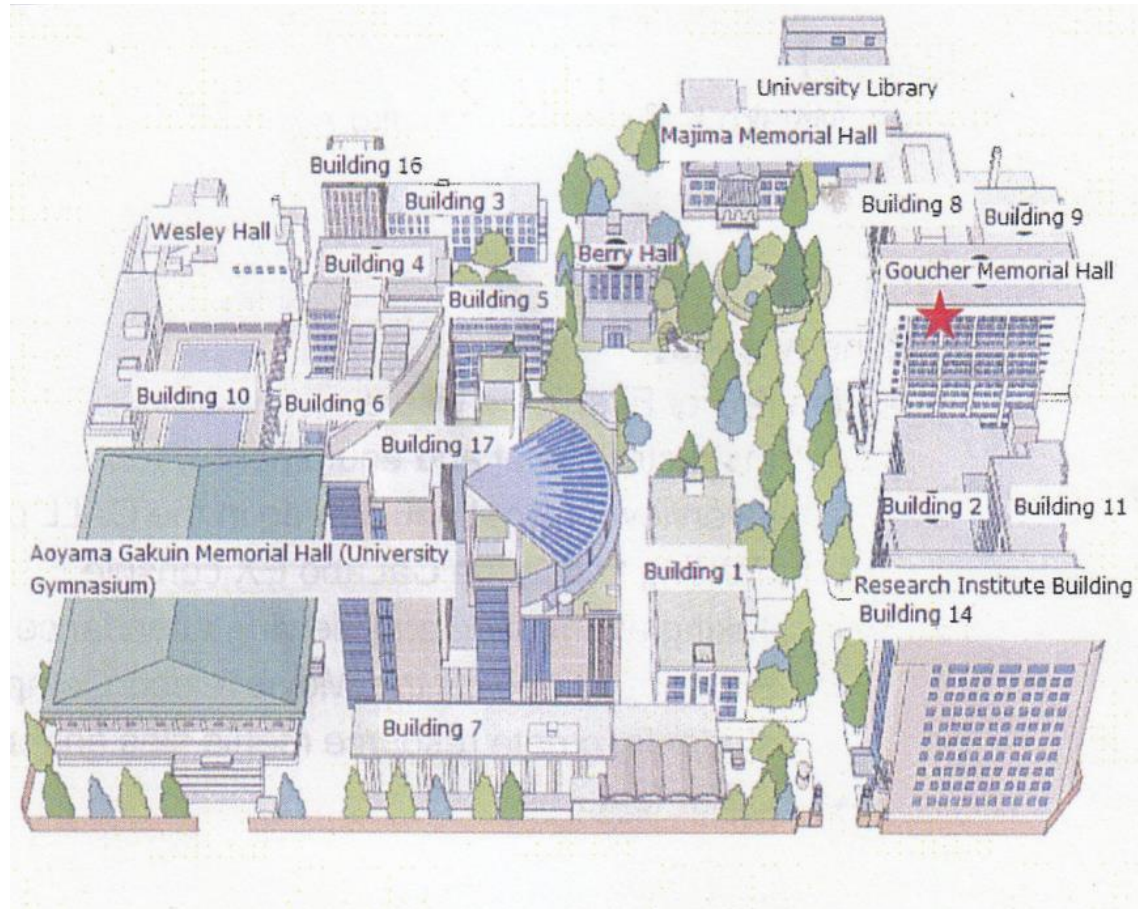 University Library
Majima Memorial Hall
Building 16
Building 3
Building 8
Building 9
Wesley Hall
Building 4
Berry Hall
Goucher Memorial Hall
Building 5
Building 10
Building 6
Building 17
Building 2
Building 11
Aoyama Gakuin Memorial Hall (University
Gymnasium)
Building 1
Research Institute Building
Building 14
Building 7